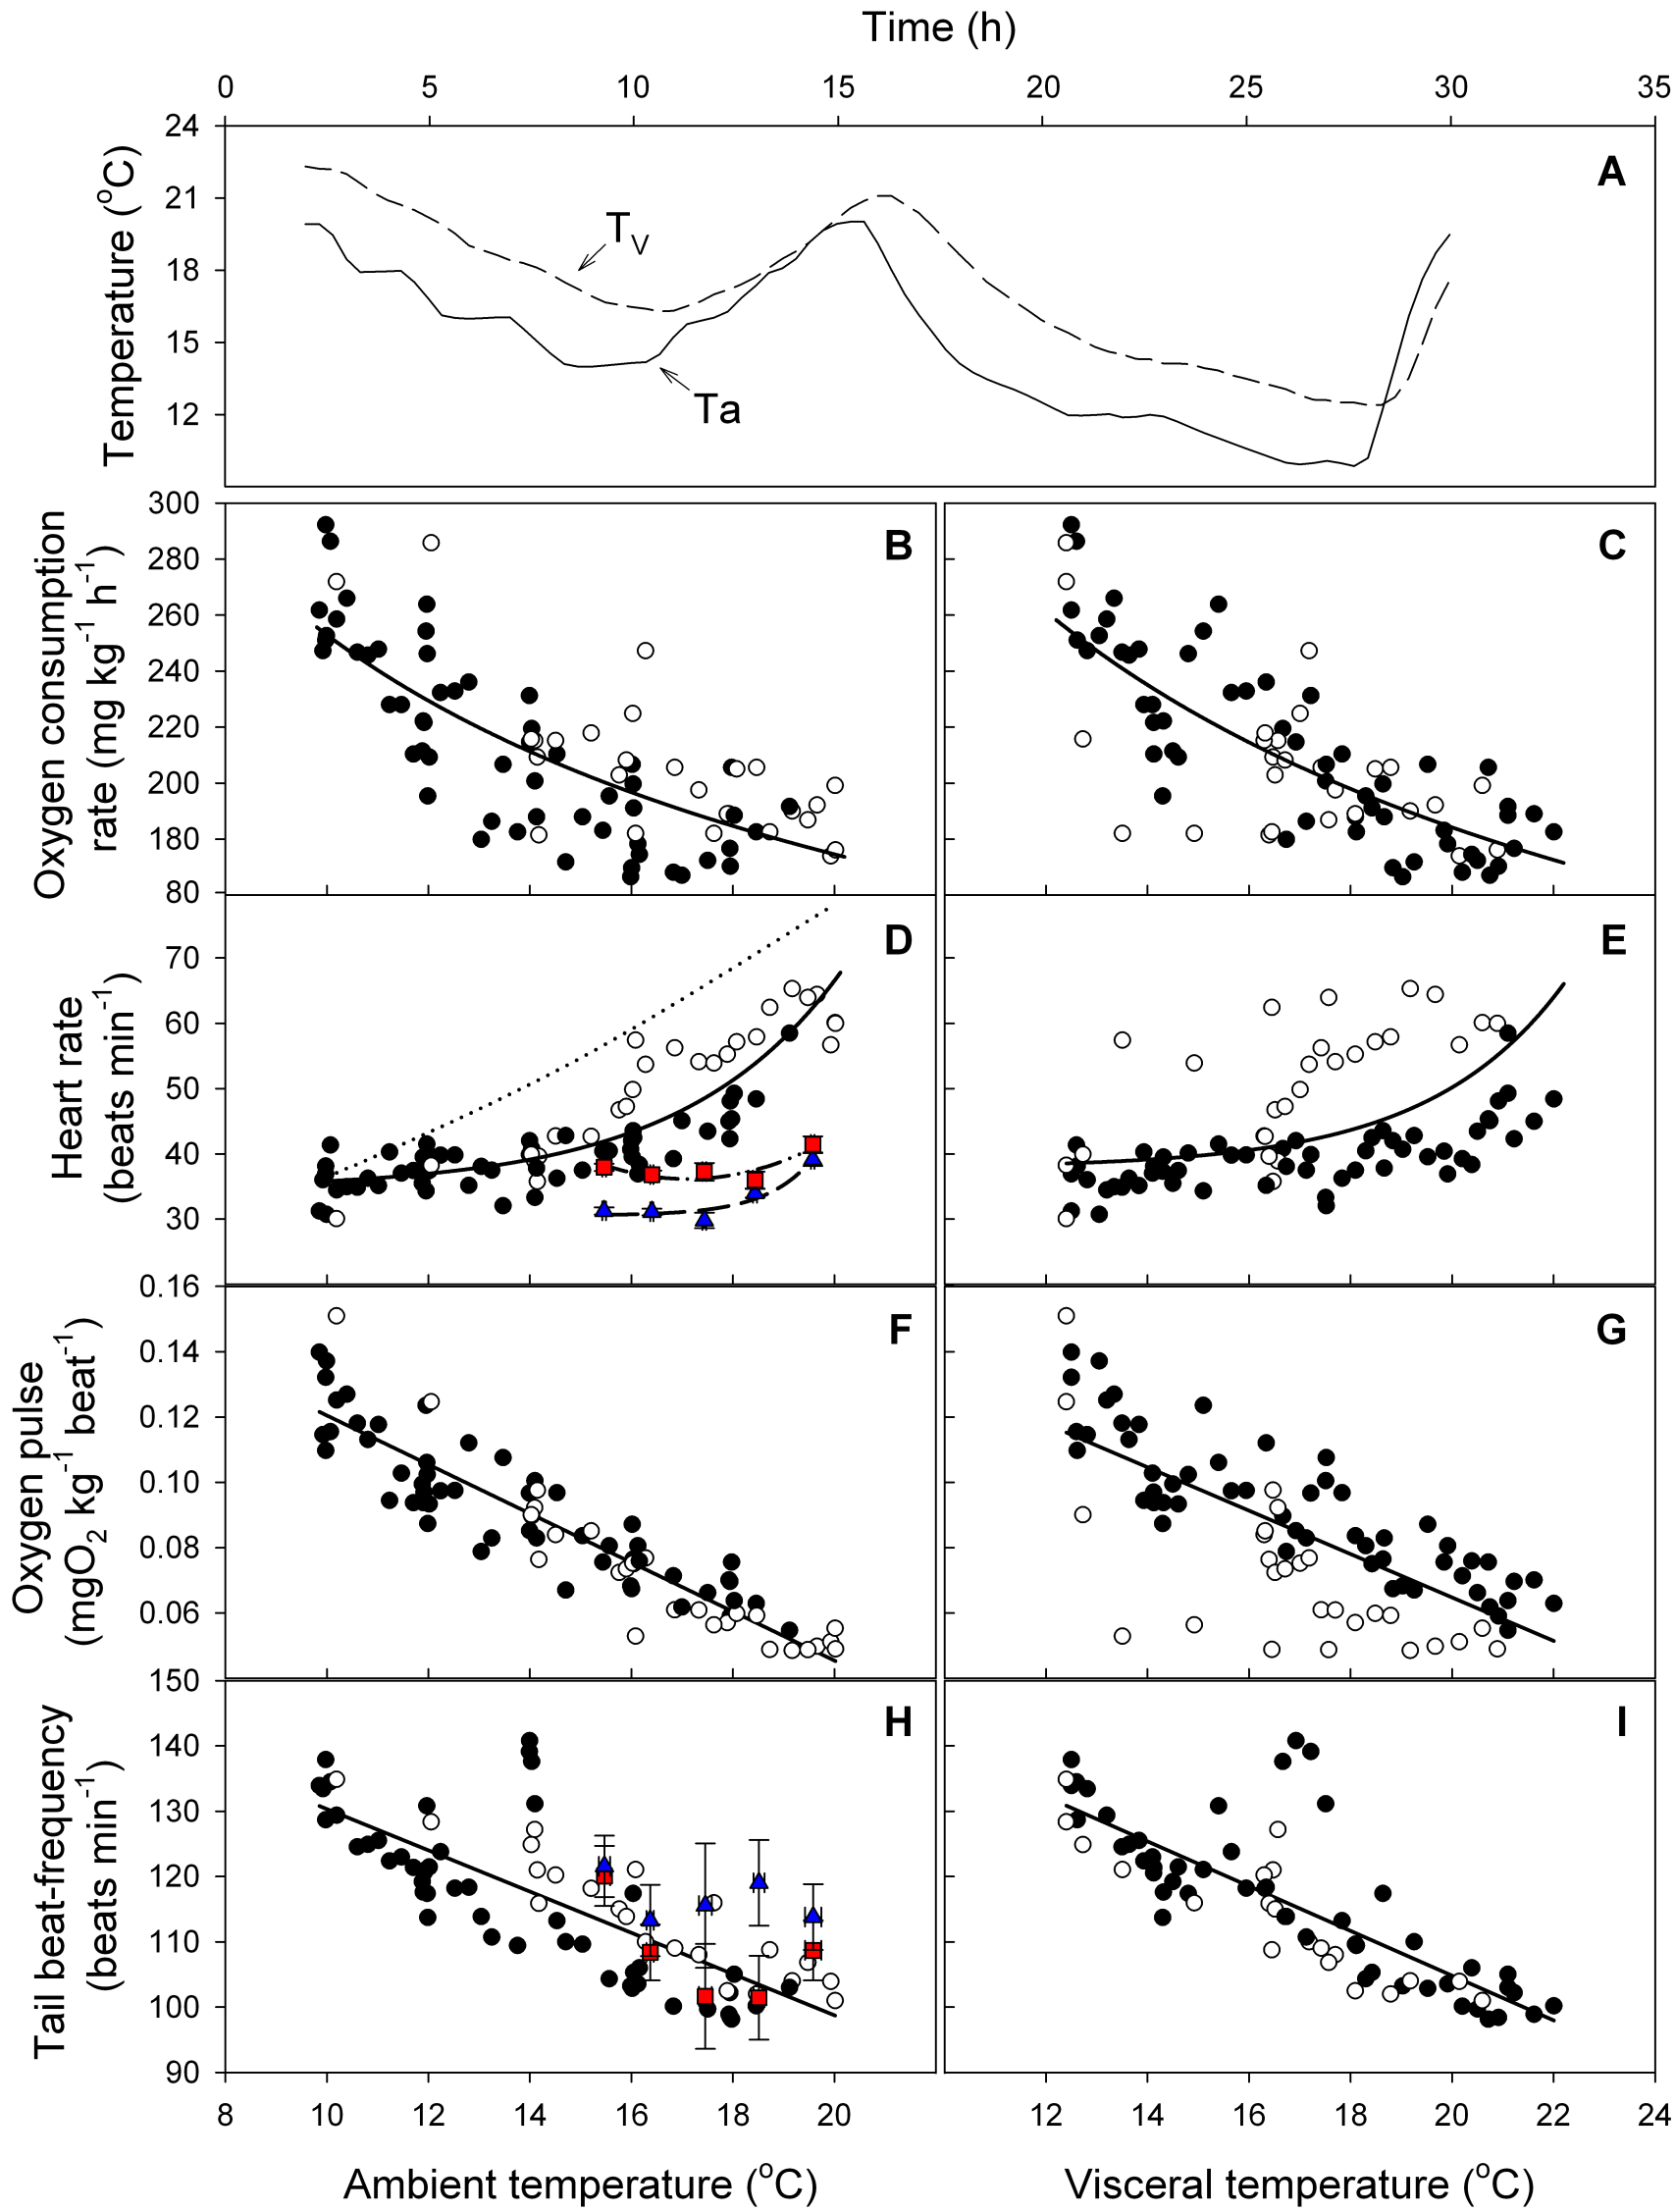 Time (h)
0 5 10 15 20 25 30 35
Temperature (°C)
24
21
18
15
12
A
T_V
Ta
Oxygen consumption
rate (mg kg⁻¹ h⁻¹)
300
280
260
240
220
200
180
80
B
C
Heart rate
(beats min⁻¹)
70
60
50
40
30
D
E
Oxygen pulse
(mgO₂ kg⁻¹ beat⁻¹)
0.16
0.14
0.12
0.10
0.08
0.06
F
G
Tail beat-frequency
(beats min⁻¹)
150
140
130
120
110
100
90
H
I
8 10 12 14 16 18 20
12 14 16 18 20 22 24
Ambient temperature (°C)
Visceral temperature (°C)